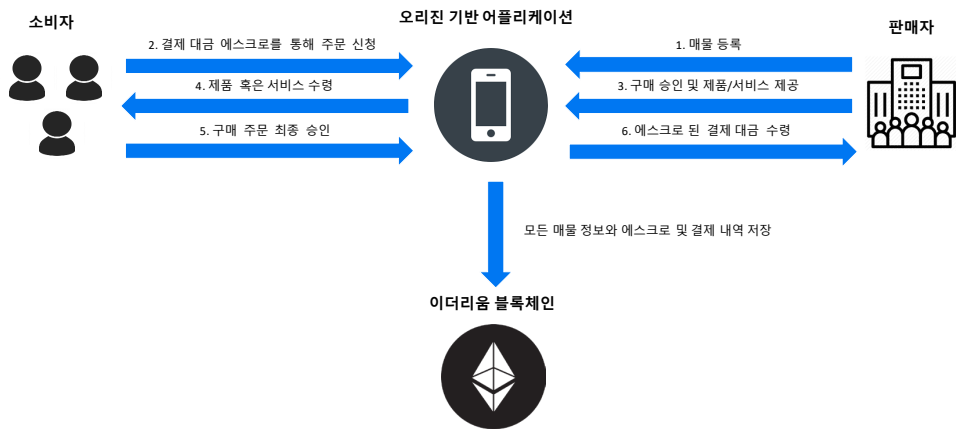 소비자
오리진 기반 어플리케이션
판매자
2. 결제 대금 에스크로를 통해 주문 신청
1. 매물 등록
4. 제품 혹은 서비스 수령
3. 구매 승인 및 제품/서비스 제공
5. 구매 주문 최종 승인
6. 에스크로 된 결제 대금 수령
모든 매물 정보와 에스크로 및 결제 내역 저장
이더리움 블록체인